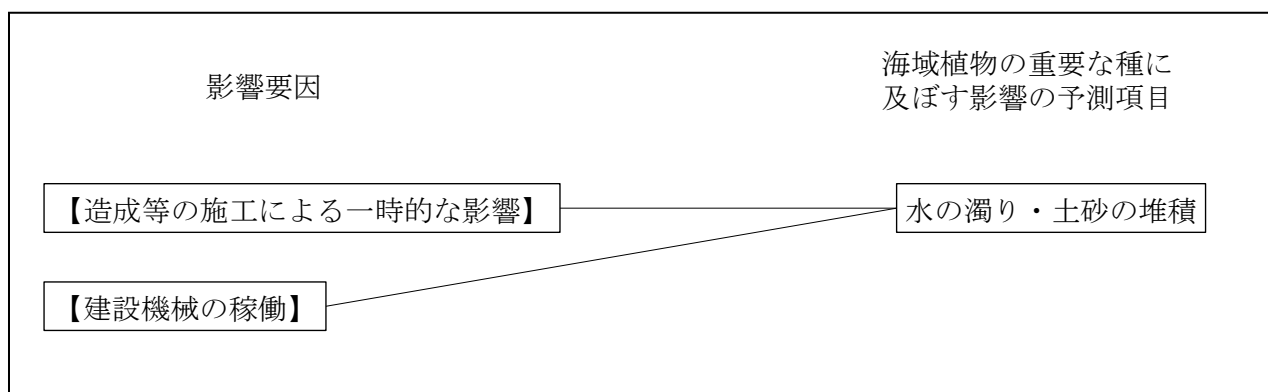 影響要因
海域植物の重要な種に
及ぼす影響の予測項目
【造成等の施工による一時的な影響】
水の濁り・土砂の堆積
【建設機械の稼働】